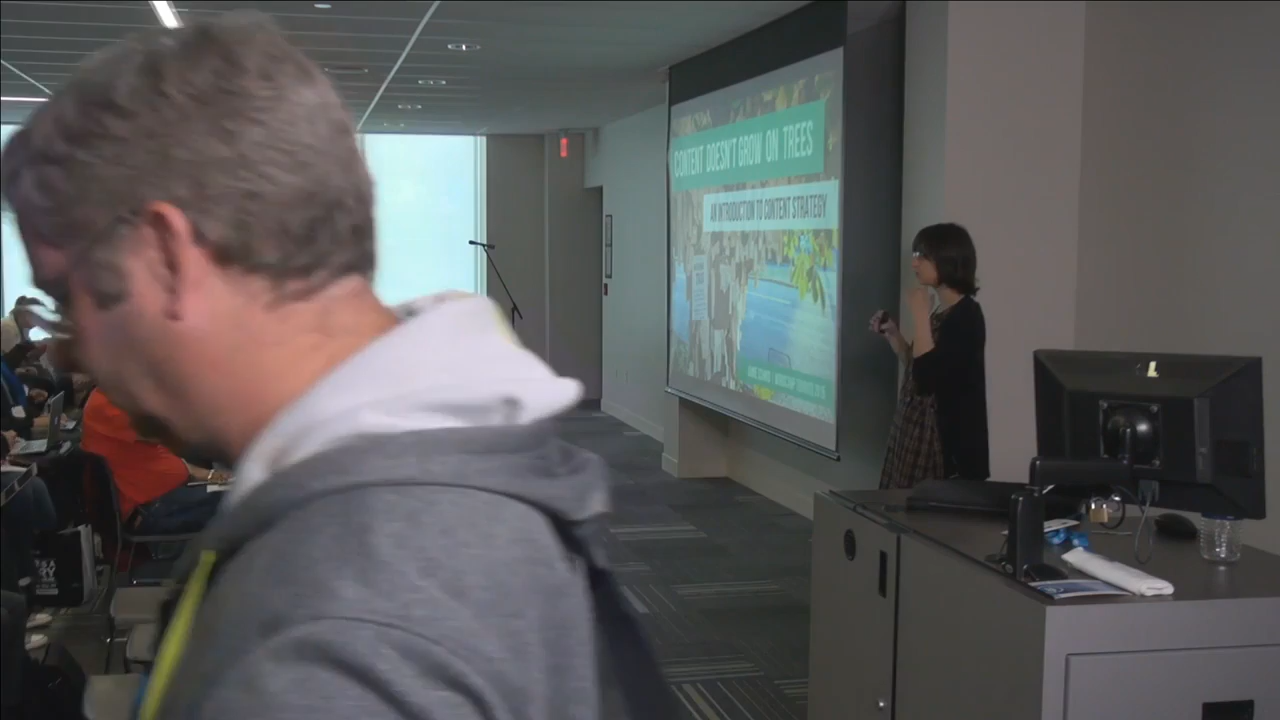 CONTENT DOESN'T GROW ON TREES
AN INTRODUCTION TO CONTENT STRATEGY